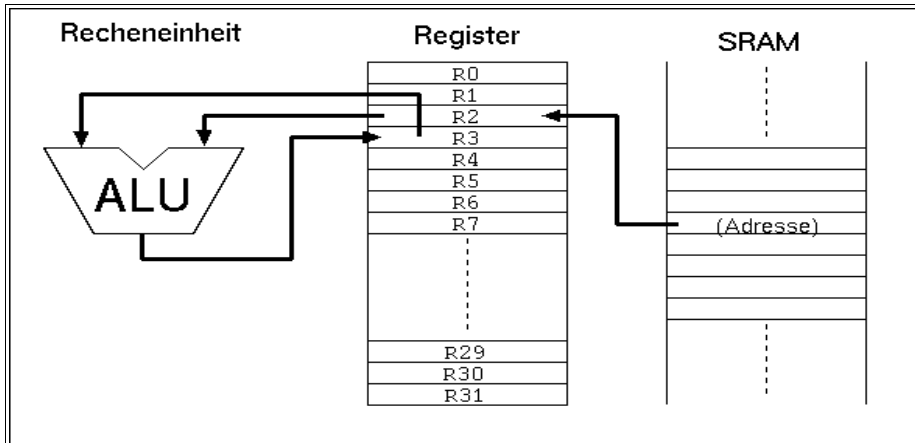 Recheneinheit
Register
SRAM
R0
R1
R2
R3
R4
R5
R6
R7
R29
R30
R31
ALU
(Adresse)